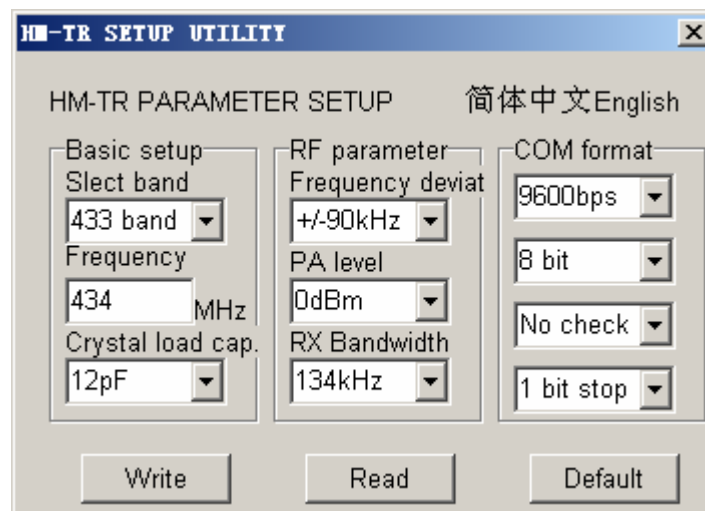 HM-TR SETUP UTILITY
HM-TR PARAMETER SETUP 简体中文English
Basic setup
Slect band
433 band
Frequency
434 MHz
Crystal load cap.
12pF
RF parameter
Frequency deviat
+/-90kHz
PA level
0dBm
RX Bandwidth
134kHz
COM format
9600bps
8 bit
No check
1 bit stop
Write Read Default